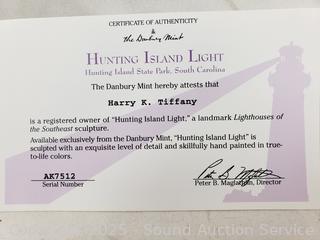 CERTIFICATE OF AUTHENTICITY
&
the Danbury Mint
HUNTING ISLAND LIGHT
Hunting Island State Park, South Carolina
The Danbury Mint hereby attests that
Harry K. Tiffany
is a registered owner of "Hunting Island Light," a landmark Lighthouses of
the Southeast sculpture.
Available exclusively from the Danbury Mint, "Hunting Island Light" is
sculpted with an exquisite level of detail and skillfully hand painted in true-
to-life colors.
AK7512
Serial Number
Peter B. Maglathlin, Director
2025 - Sound Auction Service